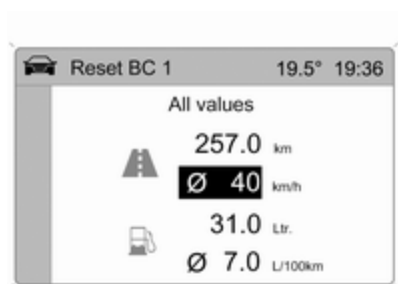 Reset BC 1 19.5° 19:36
All values
257.0 km
Ø 40 km/h
31.0 Ltr.
Ø 7.0 L/100km